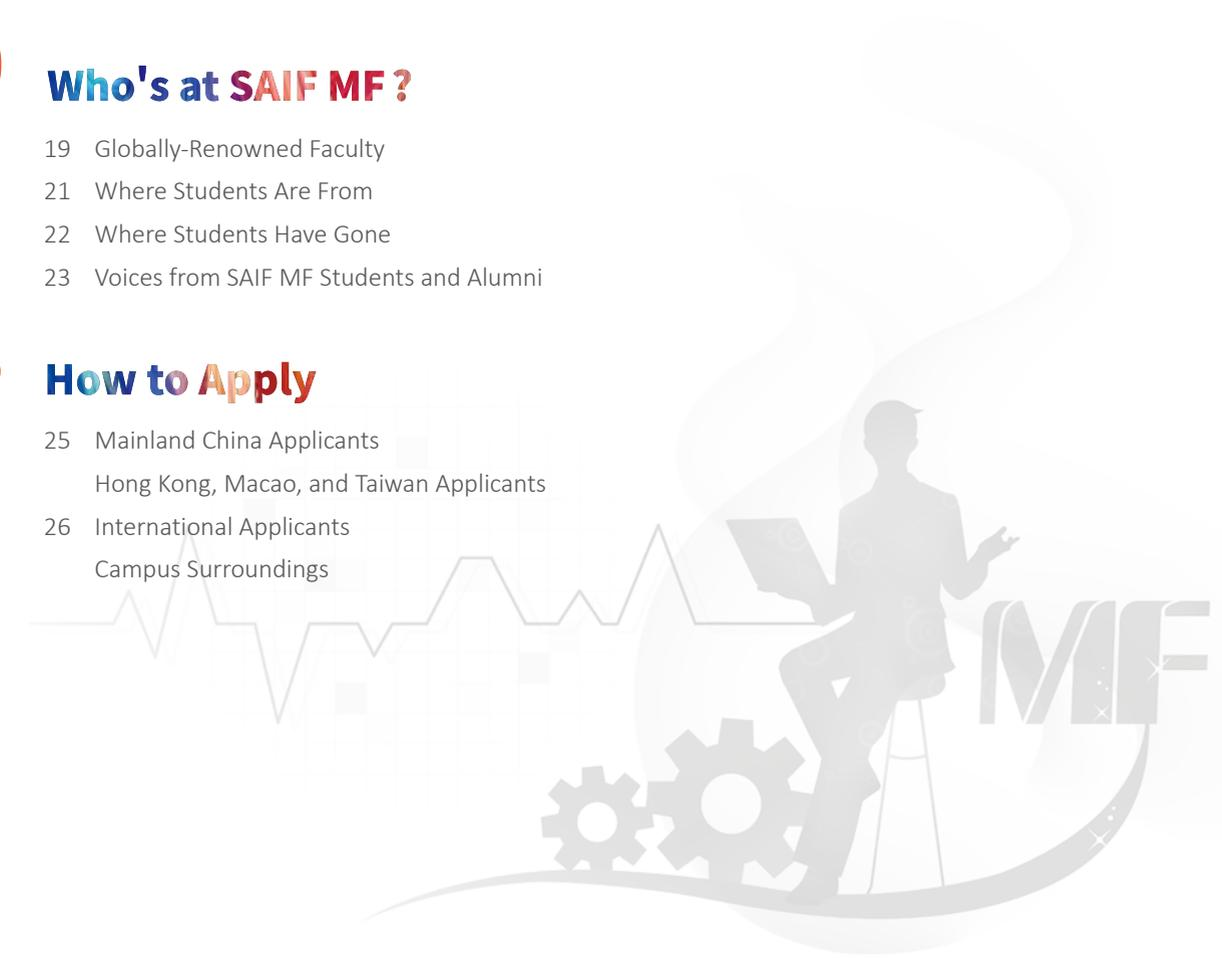 Who's at SAIF MF?
19 Globally-Renowned Faculty
21 Where Students Are From
22 Where Students Have Gone
23 Voices from SAIF MF Students and Alumni
How to Apply
25 Mainland China Applicants
Hong Kong, Macao, and Taiwan Applicants
26 International Applicants
Campus Surroundings
MF